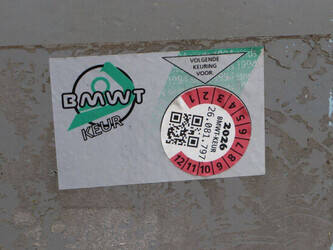 VOLGENDE
KEURING
VOOR
BMWT
KEUR
2026
BMWT-KEUR
26.081.797
1 2 3 4 5 6 7 8 9 10 11 12